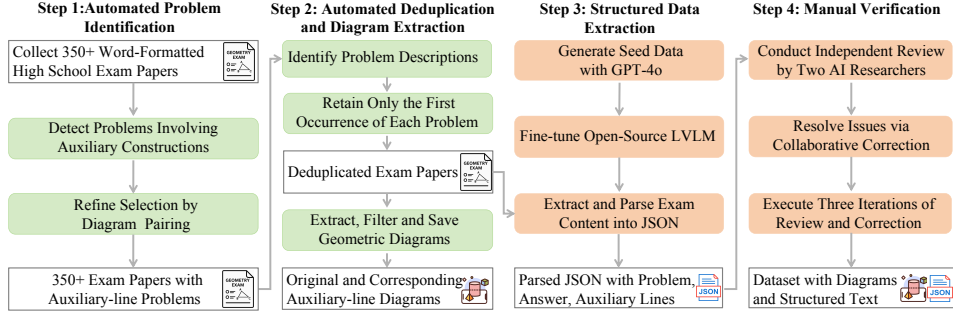 Step 1:Automated Problem
Identification
Collect 350+ Word-Formatted
High School Exam Papers
GEOMETRY
EXAM
Detect Problems Involving
Auxiliary Constructions
Refine Selection by
Diagram Pairing
350+ Exam Papers with
Auxiliary-line Problems
GEOMETRY
EXAM
Step 2: Automated Deduplication
and Diagram Extraction
Identify Problem Descriptions
Retain Only the First
Occurrence of Each Problem
Deduplicated Exam Papers
GEOMETRY
EXAM
Extract, Filter and Save
Geometric Diagrams
Original and Corresponding
Auxiliary-line Diagrams
Step 3: Structured Data
Extraction
Generate Seed Data
with GPT-4o
Fine-tune Open-Source LVLM
Extract and Parse Exam
Content into JSON
Parsed JSON with Problem,
Answer, Auxiliary Lines
JSON
Step 4: Manual Verification
Conduct Independent Review
by Two AI Researchers
Resolve Issues via
Collaborative Correction
Execute Three Iterations of
Review and Correction
Dataset with Diagrams
and Structured Text
JSON